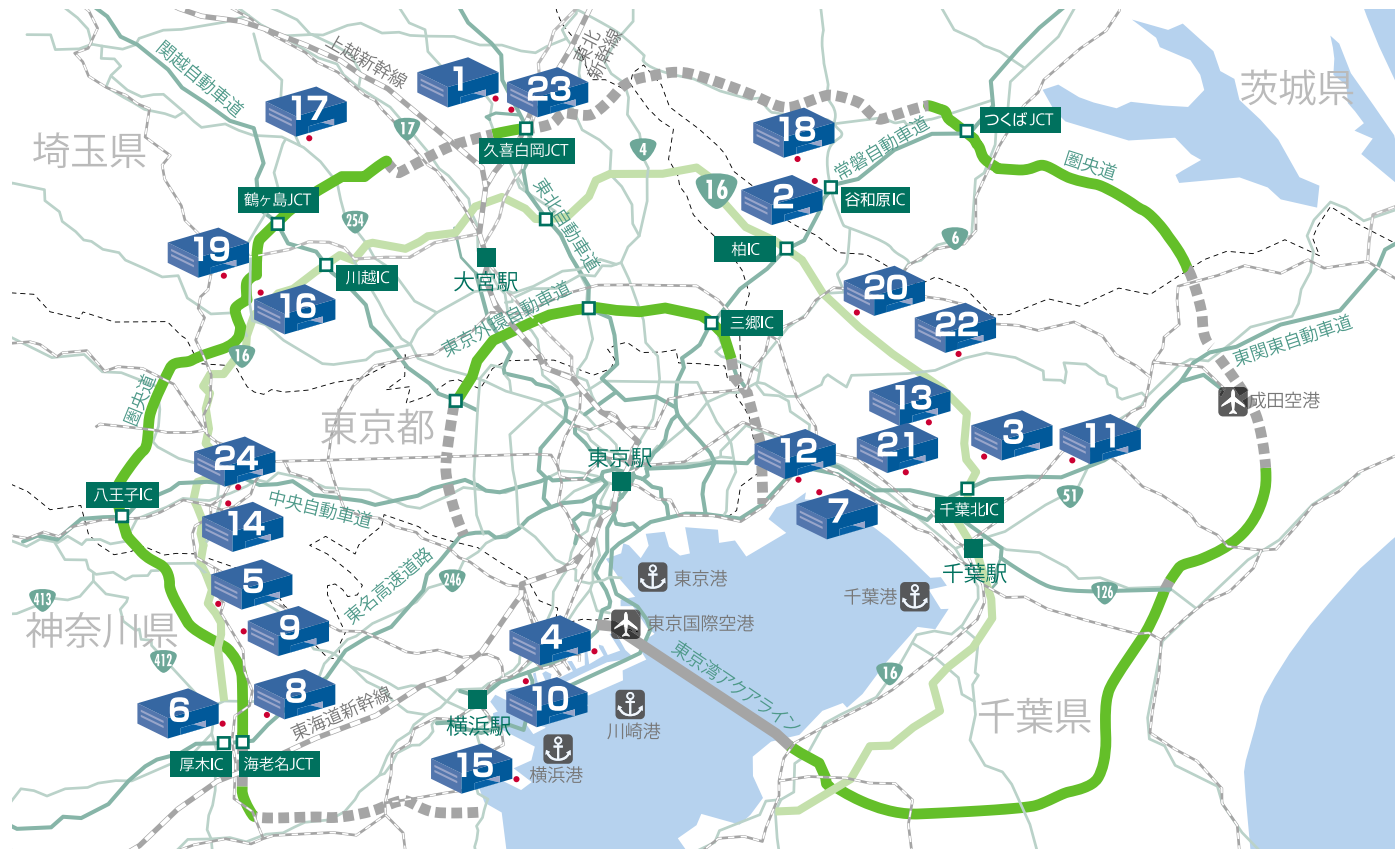 上越新幹線
東北
新幹線
関越自動車道
1
23
17
17
茨城県
埼玉県
久喜白岡JCT
4
18
常磐自動車道
つくばJCT
圏央道
16
2
谷和原IC
鶴ヶ島JCT
254
東北自動車道
19
川越IC
大宮駅
柏IC
6
16
20
22
東京外環自動車道
三郷IC
16
東関東自動車道
圏央道
東京都
13
成田空港
24
東京駅
12
21
3
11
八王子IC
中央自動車道
14
7
千葉北IC
51
東名高速道路
246
千葉駅
5
東京港
千葉港
126
413
神奈川県
9
4
東京国際空港
412
東京湾アクアライン
16
6
8
東海道新幹線
10
横浜駅
川崎港
千葉県
厚木IC
海老名JCT
15
横浜港